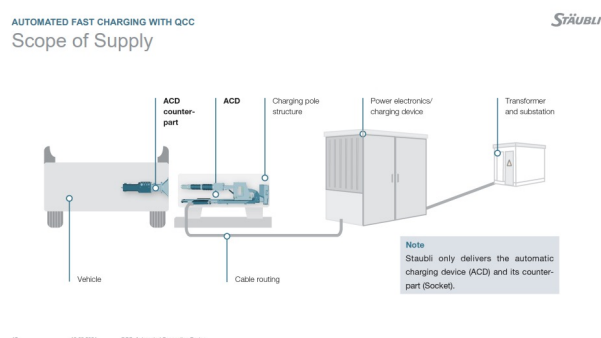 AUTOMATED FAST CHARGING WITH QCC
STÄUBLI
Scope of Supply
ACD
counter-
part
ACD
Charging pole
structure
Power electronics/
charging device
Transformer
and substation
Vehicle
Cable routing
Note
Staubli only delivers the automatic
charging device (ACD) and its counter-
part (Socket).